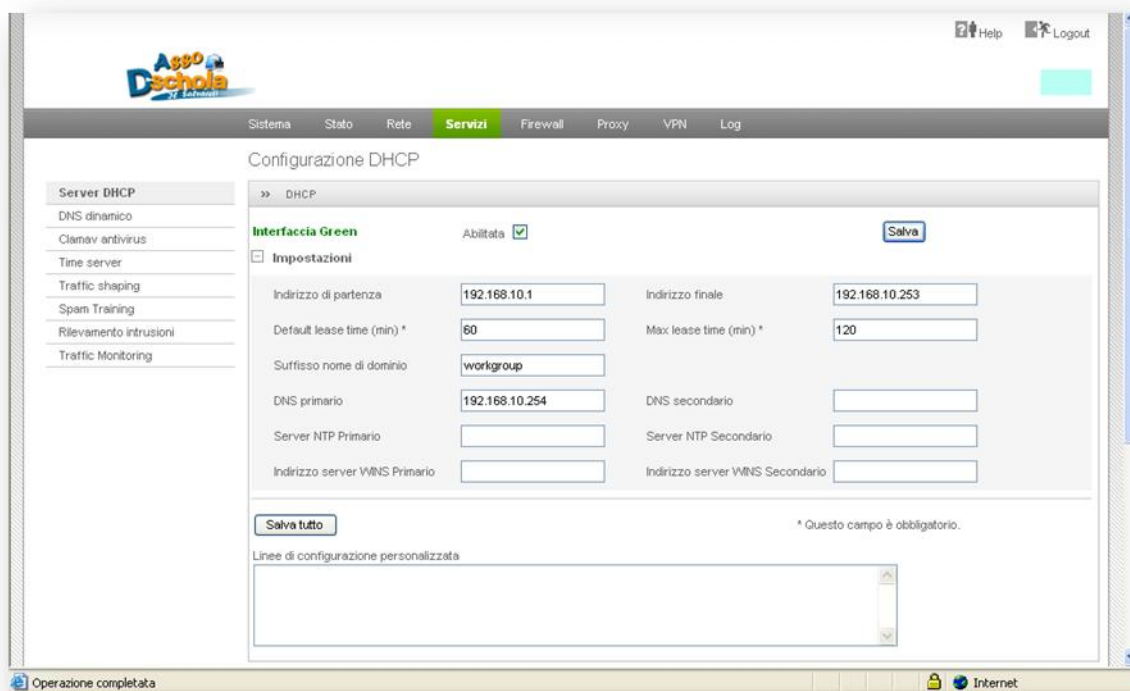 Help Logout
Asso
Dschola
Sistema Stato Rete Servizi Firewall Proxy VPN Log
Configurazione DHCP
Server DHCP
DNS dinamico
Clamav antivirus
Time server
Traffic shaping
Spam Training
Rilevamento intrusioni
Traffic Monitoring
» DHCP
Interfaccia Green Abilitata Salva
Impostazioni
Indirizzo di partenza 192.168.10.1 Indirizzo finale 192.168.10.253
Default lease time (min) * 60 Max lease time (min) * 120
Suffisso nome di dominio workgroup
DNS primario 192.168.10.254 DNS secondario
Server NTP Primario Server NTP Secondario
Indirizzo server WINS Primario Indirizzo server WINS Secondario
Salva tutto * Questo campo è obbligatorio.
Linee di configurazione personalizzata
Operazione completata Internet